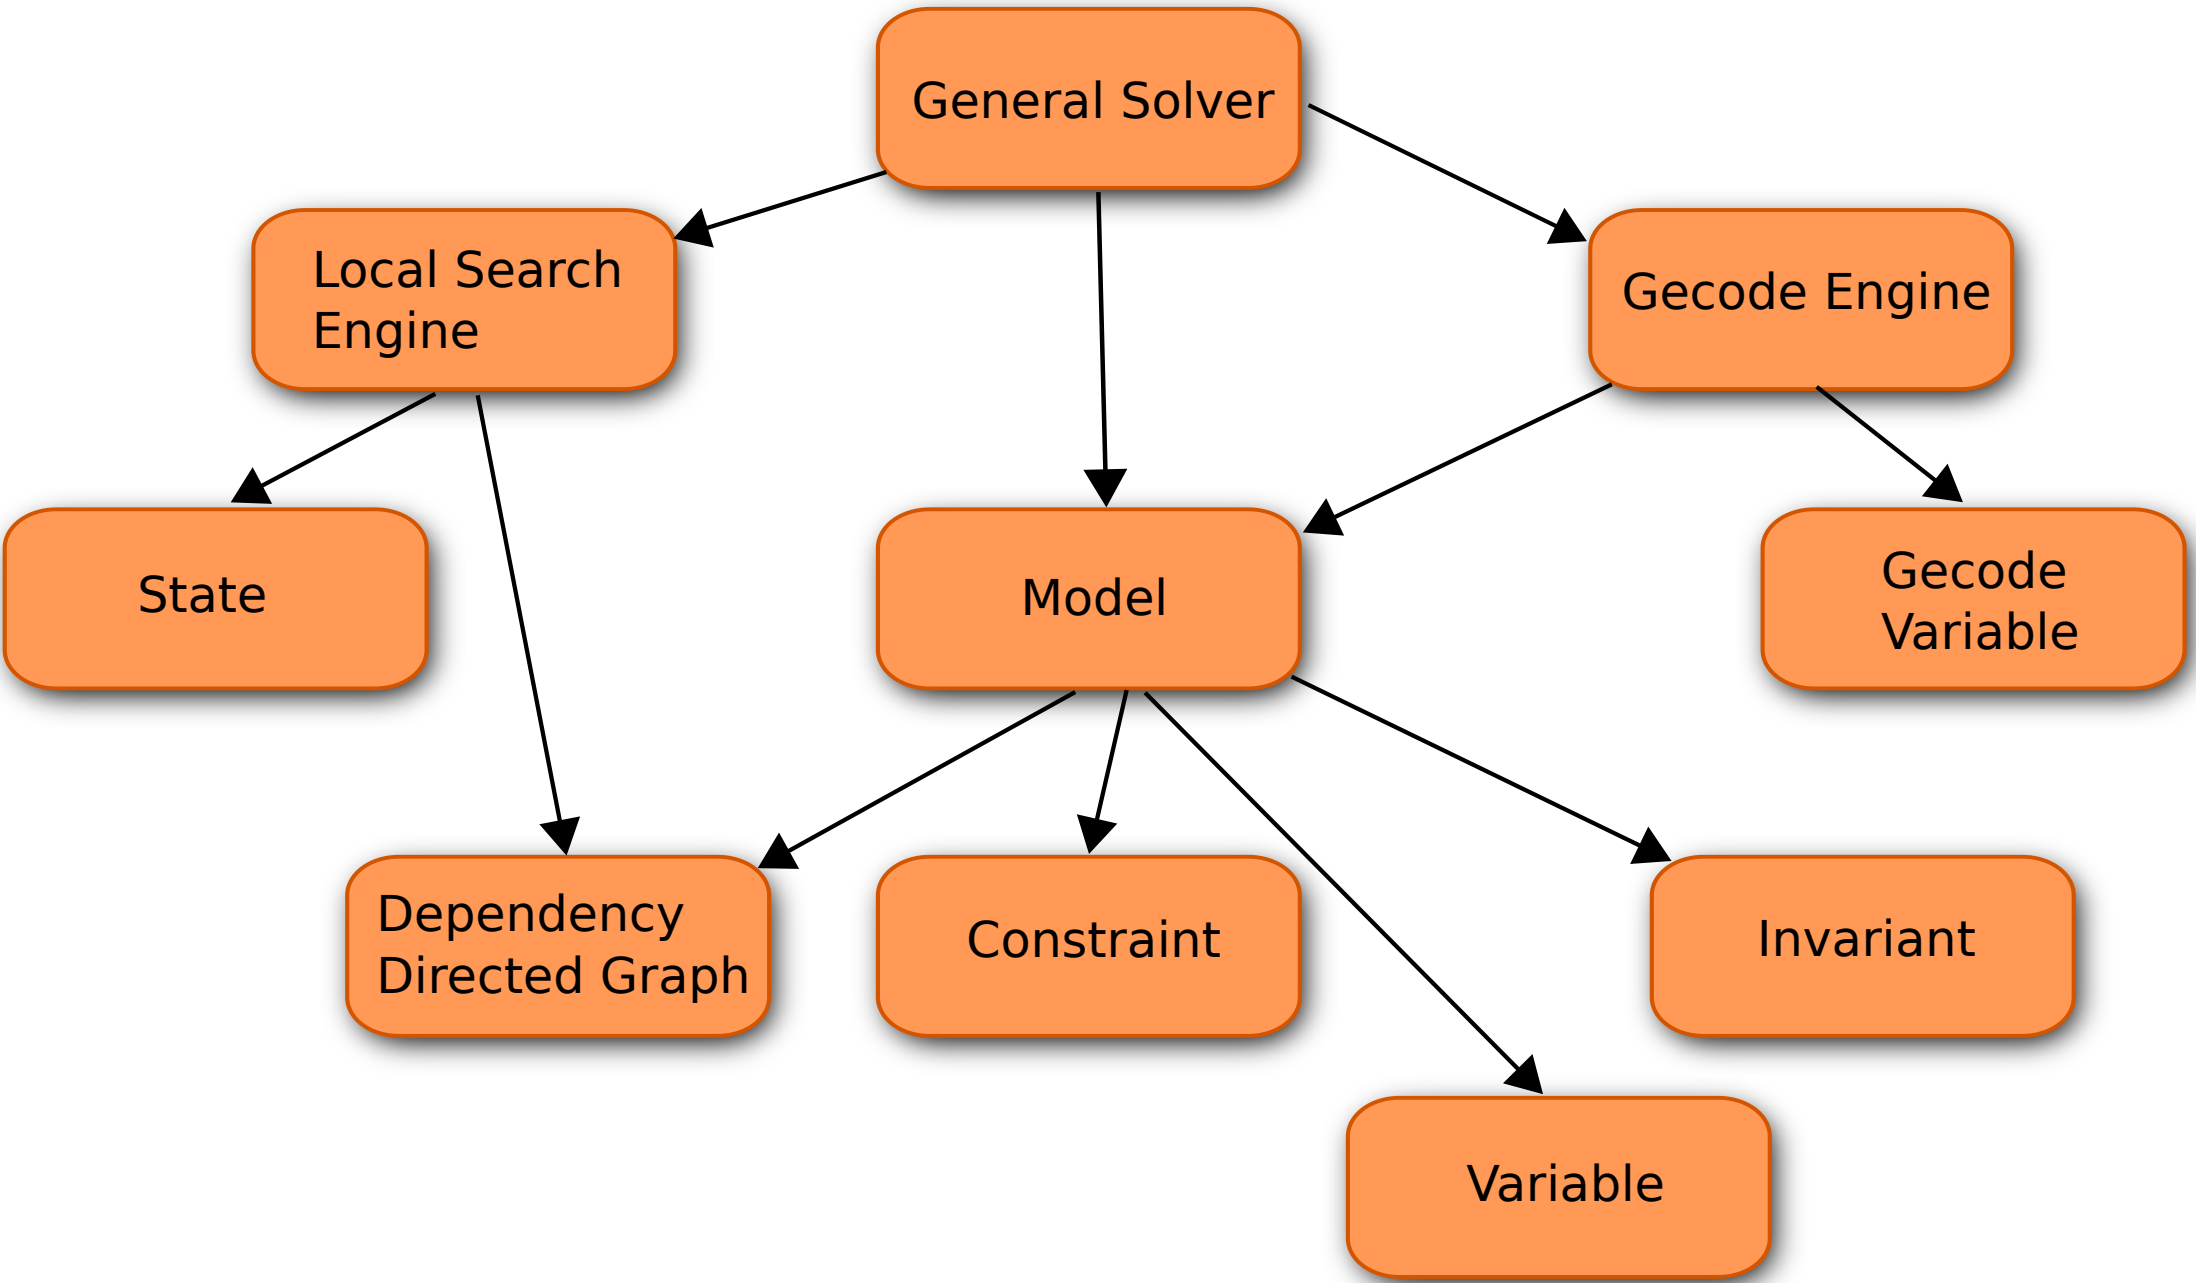 General Solver
Local Search
Engine
Gecode Engine
State
Model
Gecode
Variable
Dependency
Directed Graph
Constraint
Invariant
Variable